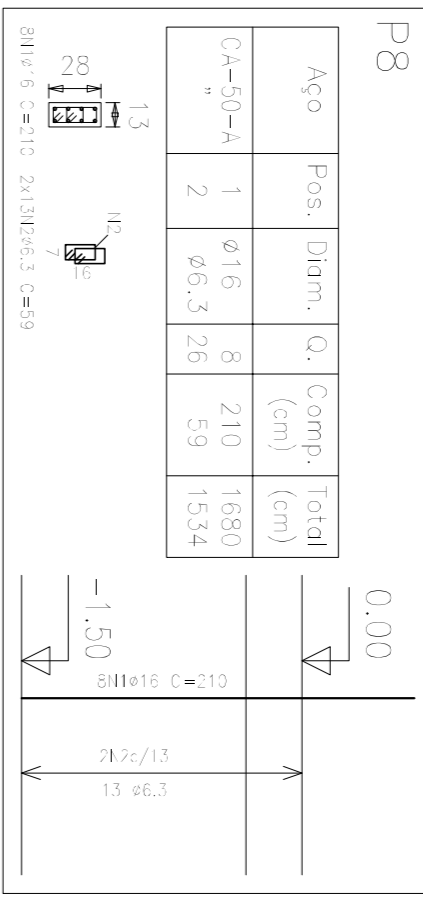 P8
Aço Pos. Diam. Q. Comp. (cm) Total (cm)
CA-50-A 1 Ø16 8 210 1680
" 2 Ø6.3 26 59 1534
28
13
N2
7
16
8N1Ø16 C=210 2x13N2Ø6.3 C=59
0.00
-1.50
8N1Ø16 C=210
2N2c/13
13 Ø6.3